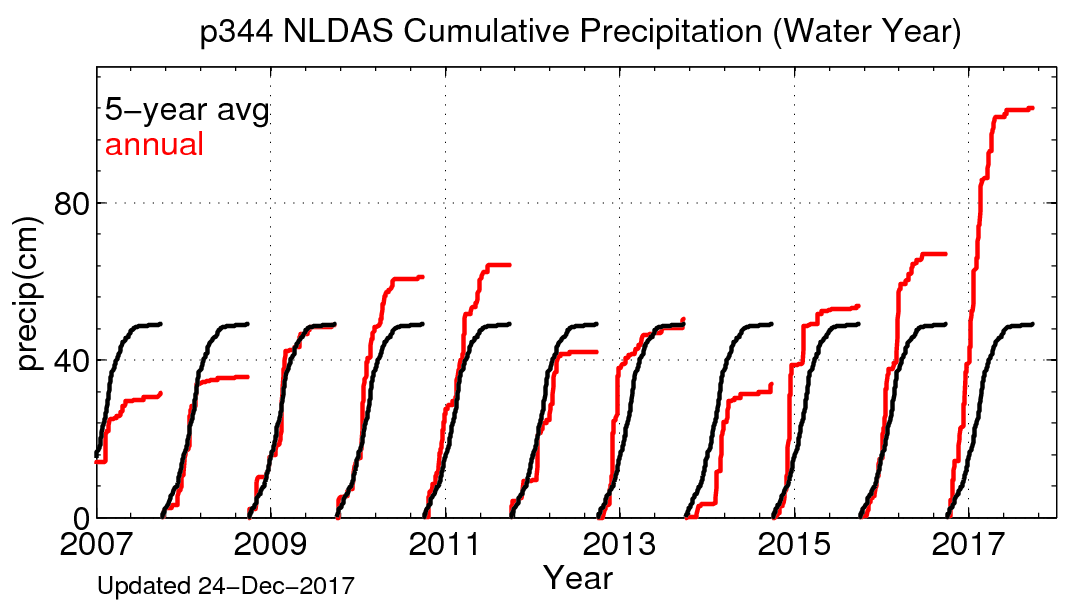 p344 NLDAS Cumulative Precipitation (Water Year)
5−year avg
annual
precip(cm)
80
40
0
2007 2009 2011 2013 2015 2017
Year
Updated 24−Dec−2017